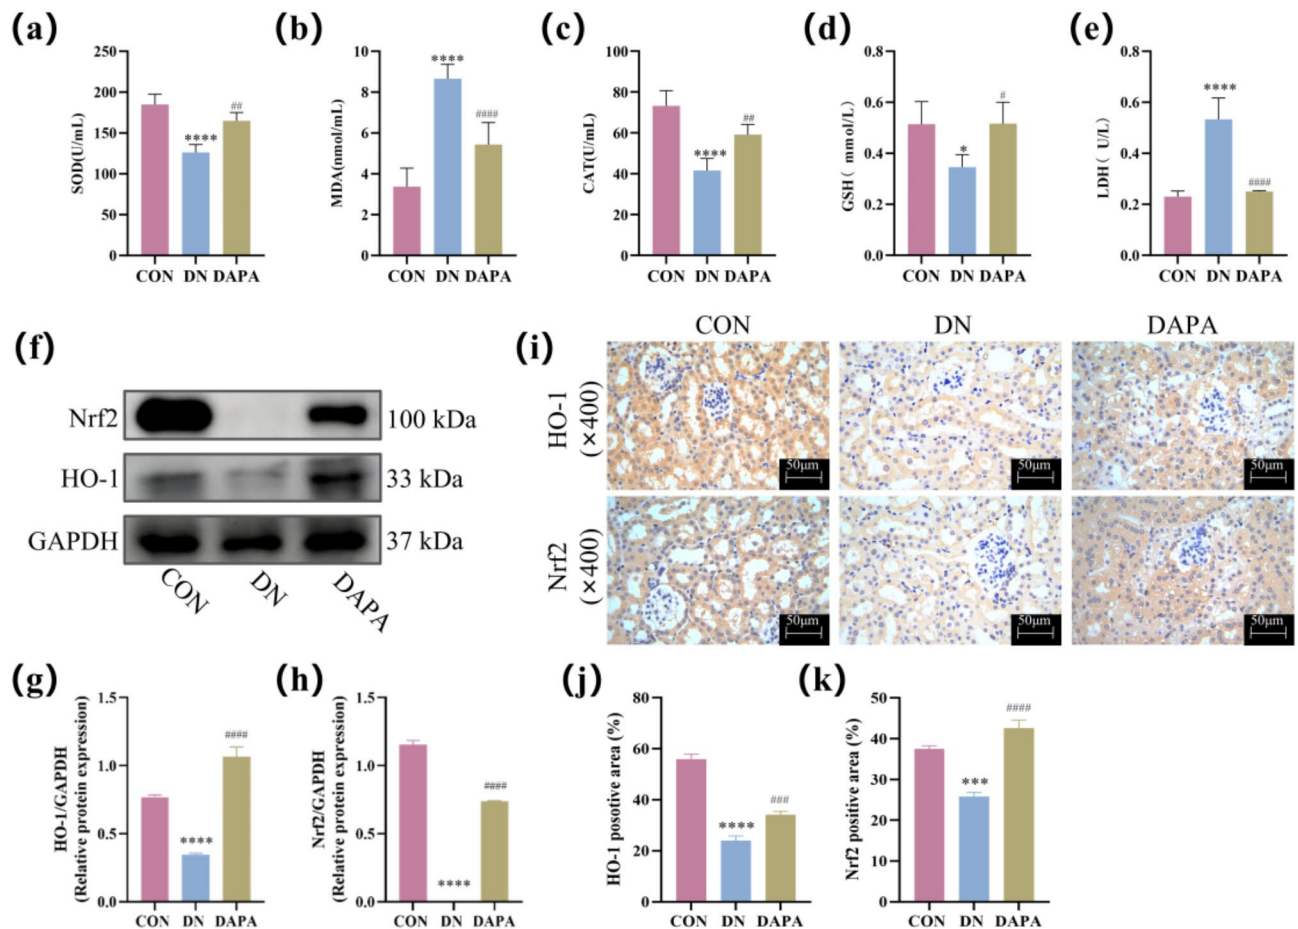 (a)
SOD(U/mL)
250
200
150
100
50
0
****
##
CON DN DAPA
(b)
MDA(nmol/mL)
10
8
6
4
2
0
****
####
CON DN DAPA
(c)
CAT(U/mL)
100
80
60
40
20
0
****
##
CON DN DAPA
(d)
GSH( mmol/L)
0.8
0.6
0.4
0.2
0.0
*
#
CON DN DAPA
(e)
LDH( U/L)
0.8
0.6
0.4
0.2
0.0
****
####
CON DN DAPA
(f)
Nrf2 100 kDa
HO-1 33 kDa
GAPDH 37 kDa
CON DN DAPA
(i)
CON DN DAPA
HO-1
(×400)
50μm 50μm 50μm
Nrf2
(×400)
50μm 50μm 50μm
(g)
HO-1/GAPDH
(Relative protein expression)
1.5
1.0
0.5
0.0
****
####
CON DN DAPA
(h)
Nrf2/GAPDH
(Relative protein expression)
1.5
1.0
0.5
0.0
****
####
CON DN DAPA
(j)
HO-1 posotive area (%)
80
60
40
20
0
****
###
CON DN DAPA
(k)
Nrf2 positive area (%)
50
40
30
20
10
0
***
####
CON DN DAPA